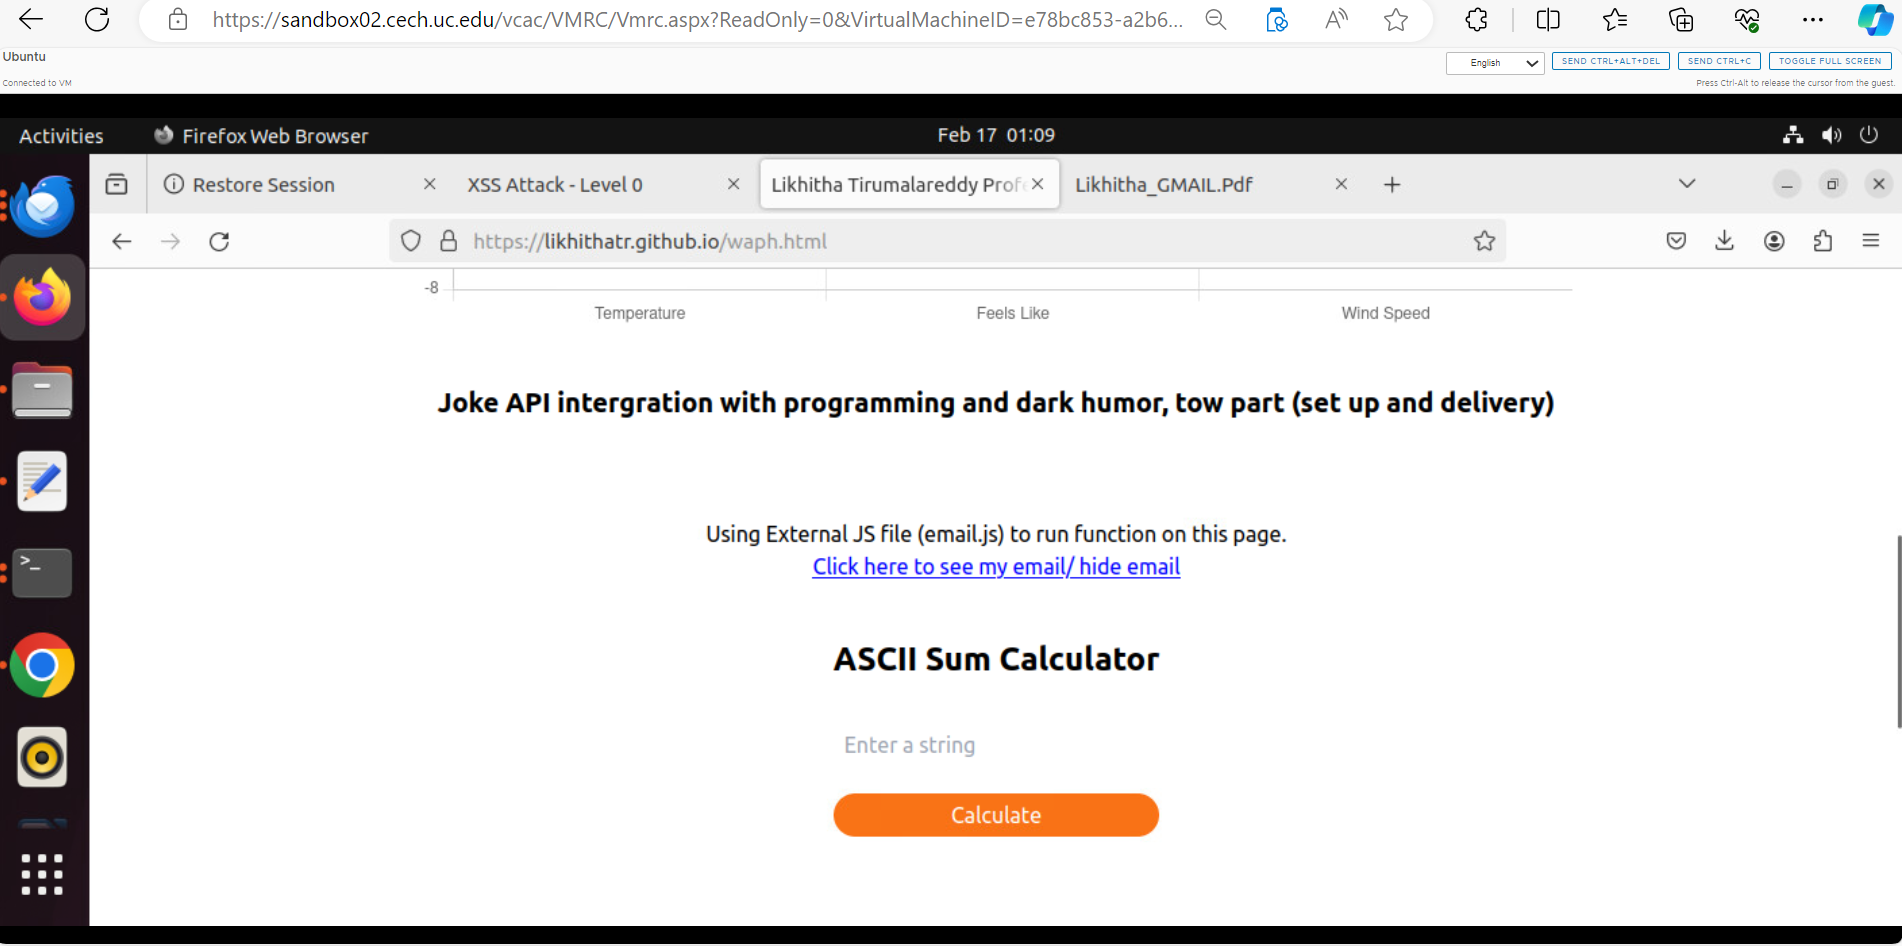 https://sandbox02.cech.uc.edu/vcac/VMRC/Vmrc.aspx?ReadOnly=0&VirtualMachineID=e78bc853-a2b6...
Ubuntu
English
SEND CTRL+ALT+DEL
SEND CTRL+C
TOGGLE FULL SCREEN
Connected to VM
Press Ctrl-Alt to release the cursor from the guest.
Activities
Firefox Web Browser
Feb 17 01:09
Restore Session
XSS Attack - Level 0
Likhitha Tirumalareddy Prof
Likhitha_GMAIL.Pdf
https://likhithatr.github.io/waph.html
-8
Temperature
Feels Like
Wind Speed
Joke API intergration with programming and dark humor, tow part (set up and delivery)
Using External JS file (email.js) to run function on this page.
Click here to see my email/ hide email
ASCII Sum Calculator
Enter a string
Calculate